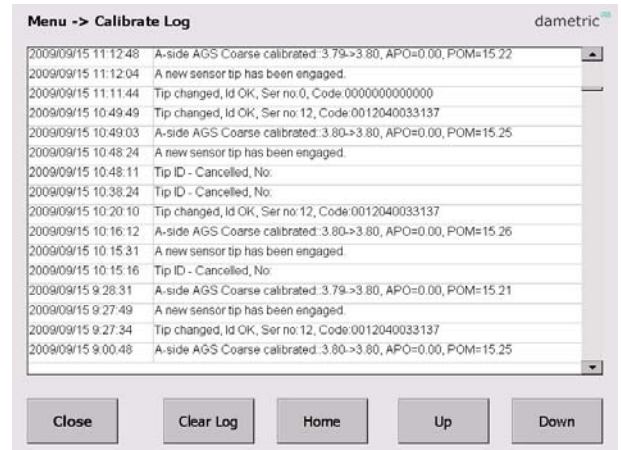 Menu -> Calibrate Log
dametric
2009/09/15 11:12:48 A-side AGS Coarse calibrated:.3.79->3.80, APO=0.00, POM=15.22
2009/09/15 11:12:04 A new sensor tip has been engaged.
2009/09/15 11:11:44 Tip changed, Id OK, Ser no:0, Code:0000000000000
2009/09/15 10:49:49 Tip changed, Id OK, Ser no:12, Code:0012040033137
2009/09/15 10:49:03 A-side AGS Coarse calibrated:.3.80->3.80, APO=0.00, POM=15.25
2009/09/15 10:48:24 A new sensor tip has been engaged.
2009/09/15 10:48:11 Tip ID - Cancelled, No:
2009/09/15 10:38:24 Tip ID - Cancelled, No:
2009/09/15 10:20:10 Tip changed, Id OK, Ser no:12, Code:0012040033137
2009/09/15 10:16:12 A-side AGS Coarse calibrated:.3.80->3.80, APO=0.00, POM=15.26
2009/09/15 10:15:31 A new sensor tip has been engaged.
2009/09/15 10:15:16 Tip ID - Cancelled, No:
2009/09/15 9:28:31 A-side AGS Coarse calibrated:.3.79->3.80, APO=0.00, POM=15.21
2009/09/15 9:27:49 A new sensor tip has been engaged.
2009/09/15 9:27:34 Tip changed, Id OK, Ser no:12, Code:0012040033137
2009/09/15 9:00:48 A-side AGS Coarse calibrated:.3.80->3.80, APO=0.00, POM=15.25
Close Clear Log Home Up Down